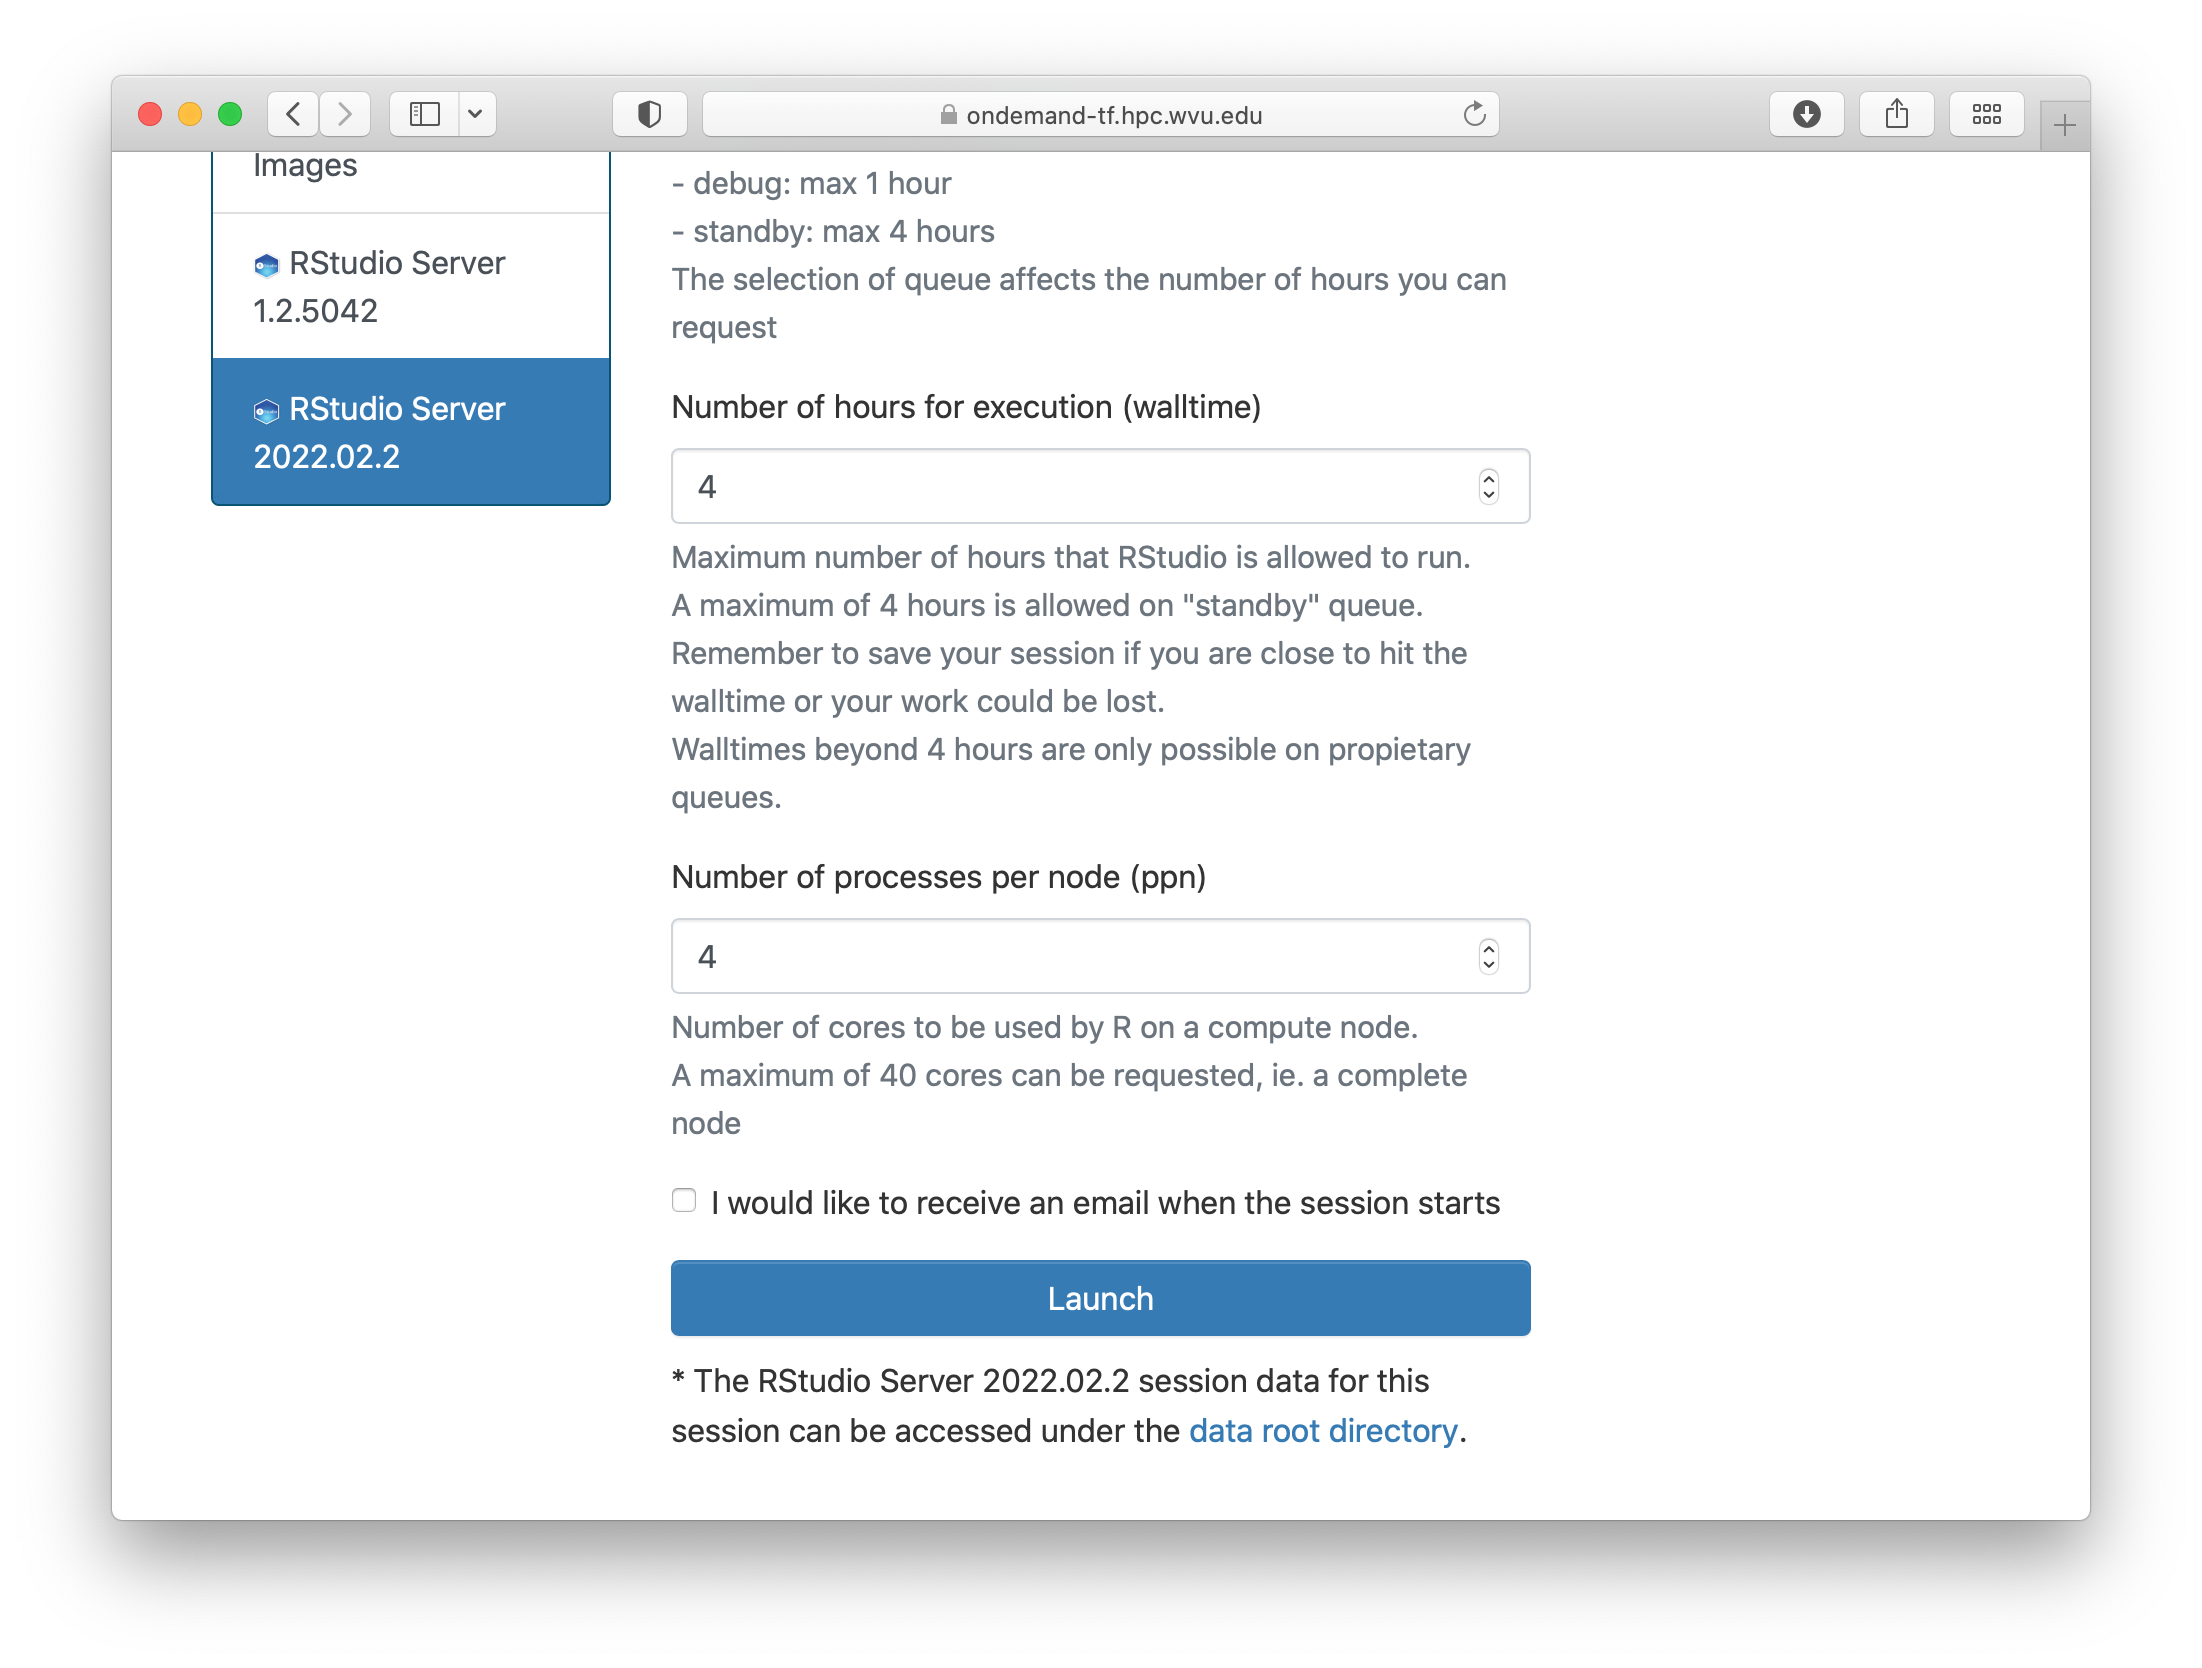 ondemand-tf.hpc.wvu.edu
Images
RStudio Server
1.2.5042
RStudio Server
2022.02.2
- debug: max 1 hour
- standby: max 4 hours
The selection of queue affects the number of hours you can
request
Number of hours for execution (walltime)
4
Maximum number of hours that RStudio is allowed to run.
A maximum of 4 hours is allowed on "standby" queue.
Remember to save your session if you are close to hit the
walltime or your work could be lost.
Walltimes beyond 4 hours are only possible on propietary
queues.
Number of processes per node (ppn)
4
Number of cores to be used by R on a compute node.
A maximum of 40 cores can be requested, ie. a complete
node
I would like to receive an email when the session starts
Launch
* The RStudio Server 2022.02.2 session data for this
session can be accessed under the data root directory.